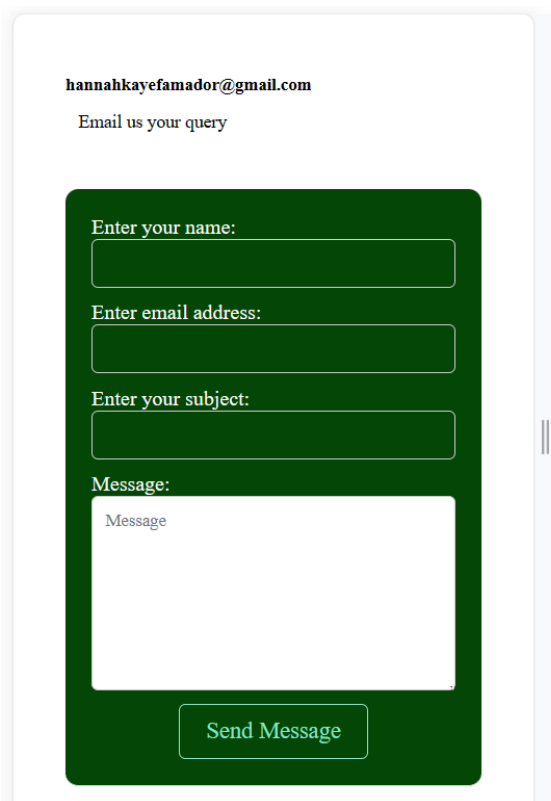 hannahkayefamador@gmail.com
Email us your query
Enter your name:
Enter email address:
Enter your subject:
Message:
Message
Send Message